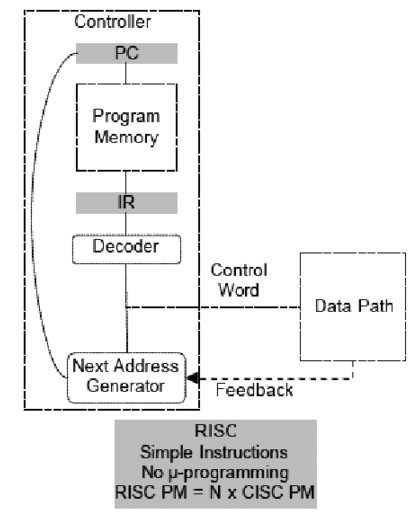 Controller
PC
Program
Memory
IR
Decoder
Control
Word
Data Path
Next Address
Generator
Feedback
RISC
Simple Instructions
No µ-programming
RISC PM = N x CISC PM